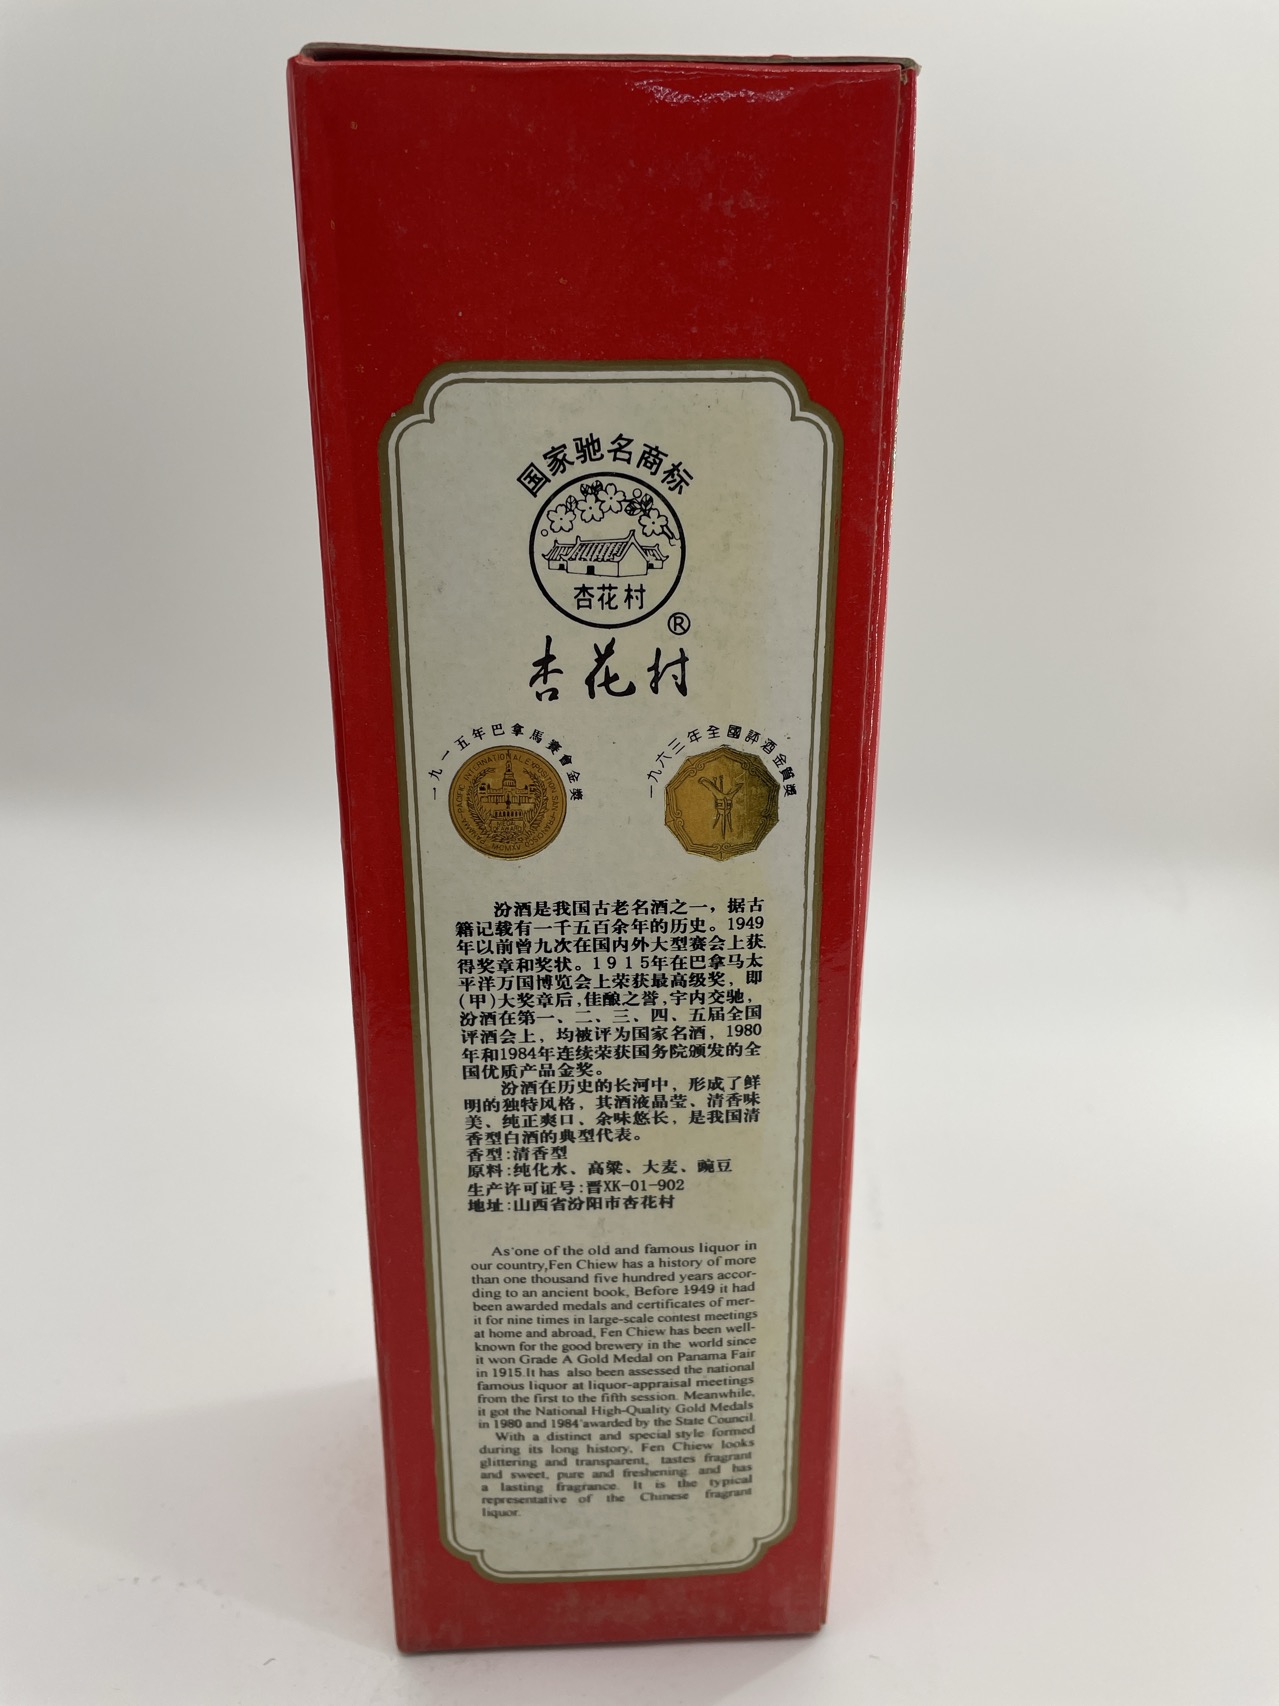 国家驰名商标
杏花村
®
杏花村
一九一五年巴拿馬賽會金獎
一九六三年全國評酒金質獎
PANAMA-PACIFIC INTERNATIONAL EXPOSITION SAN FRANCISCO
MCMXV
汾酒是我国古老名酒之一，据古
籍记载有一千五百余年的历史。1949
年以前曾九次在国内外大型赛会上获
得奖章和奖状。1915年在巴拿马太
平洋万国博览会上荣获最高级奖，即
(甲)大奖章后,佳酿之誉,宇内交驰，
汾酒在第一、二、三、四、五届全国
评酒会上，均被评为国家名酒，1980
年和1984年连续荣获国务院颁发的全
国优质产品金奖。
汾酒在历史的长河中，形成了鲜
明的独特风格，其酒液晶莹、清香味
美、纯正爽口、余味悠长，是我国清
香型白酒的典型代表。
香型:清香型
原料:纯化水、高粱、大麦、豌豆
生产许可证号:晋XK-01-902
地址:山西省汾阳市杏花村
As one of the old and famous liquor in
our country,Fen Chiew has a history of more
than one thousand five hundred years accor-
ding to an ancient book, Before 1949 it had
been awarded medals and certificates of mer-
it for nine times in large-scale contest meetings
at home and abroad, Fen Chiew has been well-
known for the good brewery in the world since
it won Grade A Gold Medal on Panama Fair
in 1915.It has also been assessed the national
famous liquor at liquor-appraisal meetings
from the first to the fifth session. Meanwhile,
it got the National High-Quality Gold Medals
in 1980 and 1984 awarded by the State Council.
With a distinct and special style formed
during its long history, Fen Chiew looks
glittering and transparent, tastes fragrant
and sweet, pure and freshening and has
a lasting fragrance. It is the typical
representative of the Chinese fragrant
liquor.